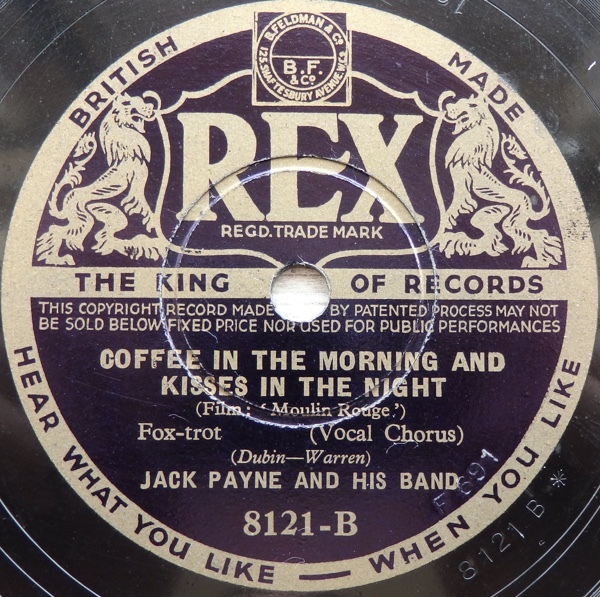 B. FELDMAN & Co
125, SHAFTESBURY AVENUE, W.C.2
B.F.
& Co
BRITISH MADE
REX
REGD. TRADE MARK
THE KING OF RECORDS
THIS COPYRIGHT RECORD MADE BY PATENTED PROCESS MAY NOT
BE SOLD BELOW FIXED PRICE NOR USED FOR PUBLIC PERFORMANCES
COFFEE IN THE MORNING AND
KISSES IN THE NIGHT
(Film: 'Moulin Rouge')
Fox-trot (Vocal Chorus)
(Dubin—Warren)
JACK PAYNE AND HIS BAND
8121-B
HEAR WHAT YOU LIKE — WHEN YOU LIKE
F691
8121 B *